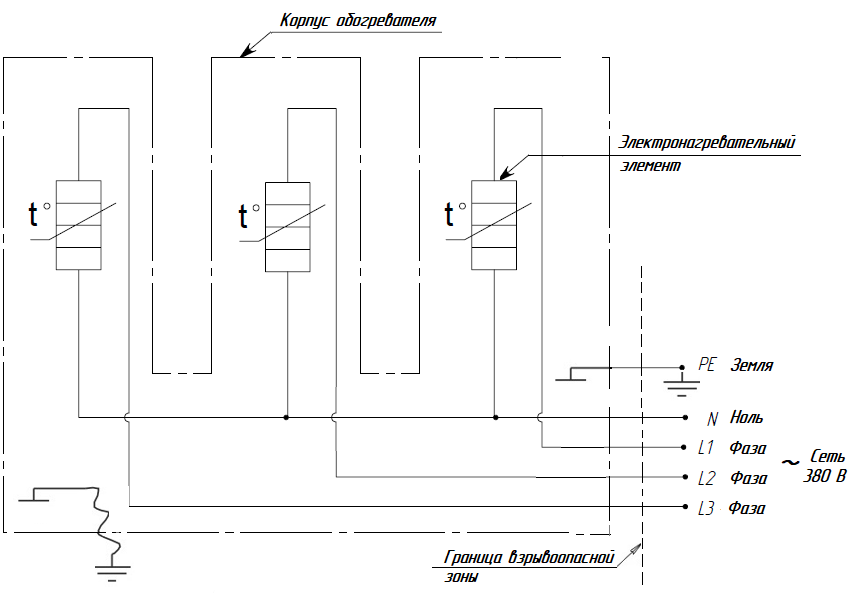 Корпус обогревателя
Электронагревательный
элемент
t°
t°
t°
PE Земля
N Ноль
L1 Фаза
~ Сеть
380 В
L2 Фаза
L3 Фаза
Граница взрывоопасной
зоны